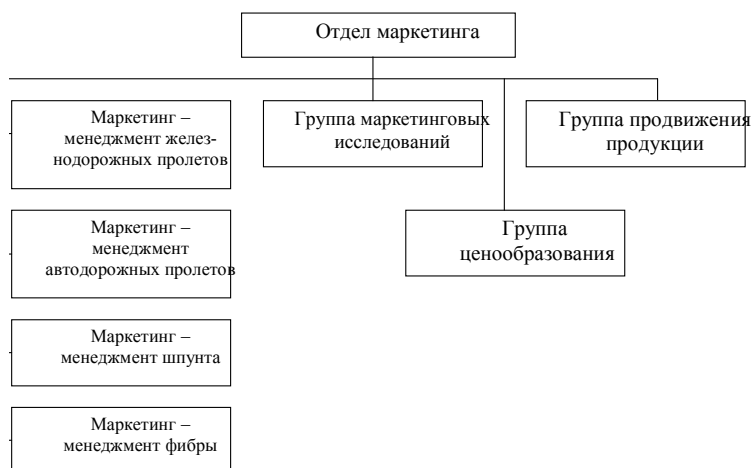 Отдел маркетинга
Маркетинг –
менеджмент желез-
нодорожных пролетов
Группа маркетинговых
исследований
Группа продвижения
продукции
Маркетинг –
менеджмент
автодорожных пролетов
Группа
ценообразования
Маркетинг –
менеджмент шпунта
Маркетинг –
менеджмент фибры